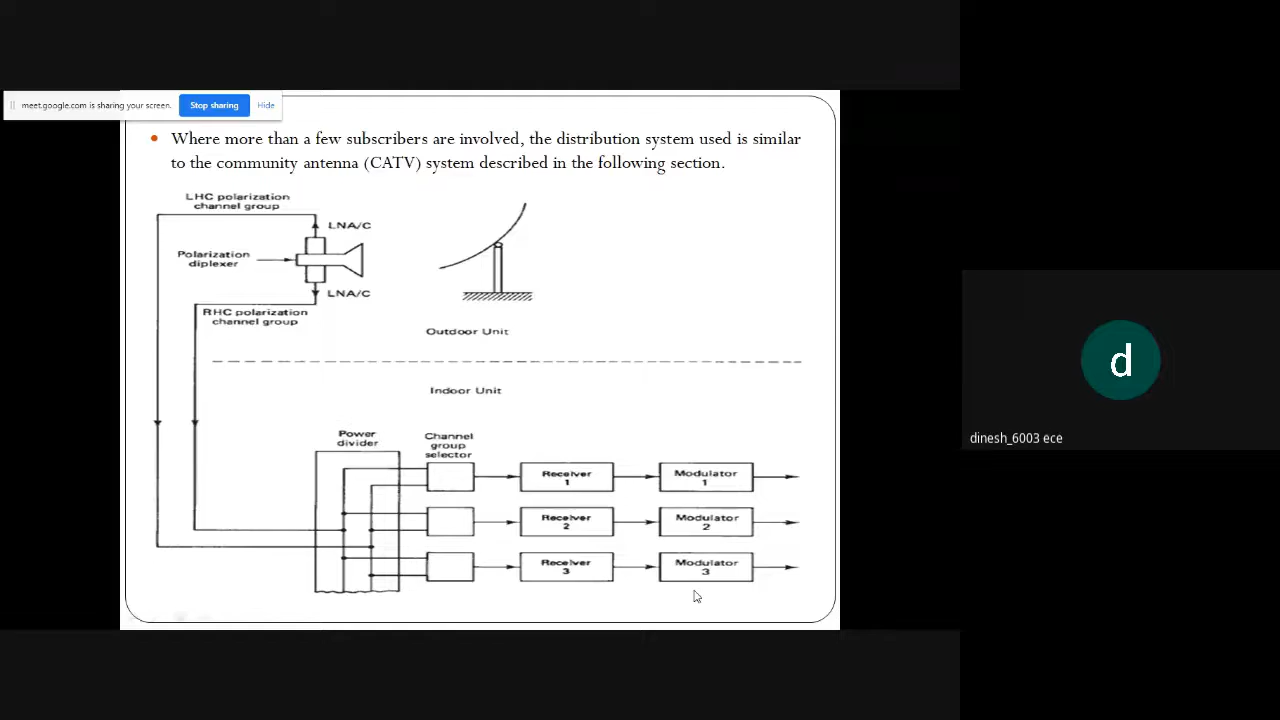 meet.google.com is sharing your screen.
Stop sharing
Hide
Where more than a few subscribers are involved, the distribution system used is similar
to the community antenna (CATV) system described in the following section.
LHC polarization
channel group
LNA/C
Polarization
diplexer
LNA/C
RHC polarization
channel group
Outdoor Unit
Indoor Unit
Power
divider
Channel
group
selector
Receiver
1
Modulator
1
Receiver
2
Modulator
2
Receiver
3
Modulator
3
d
dinesh_6003 ece